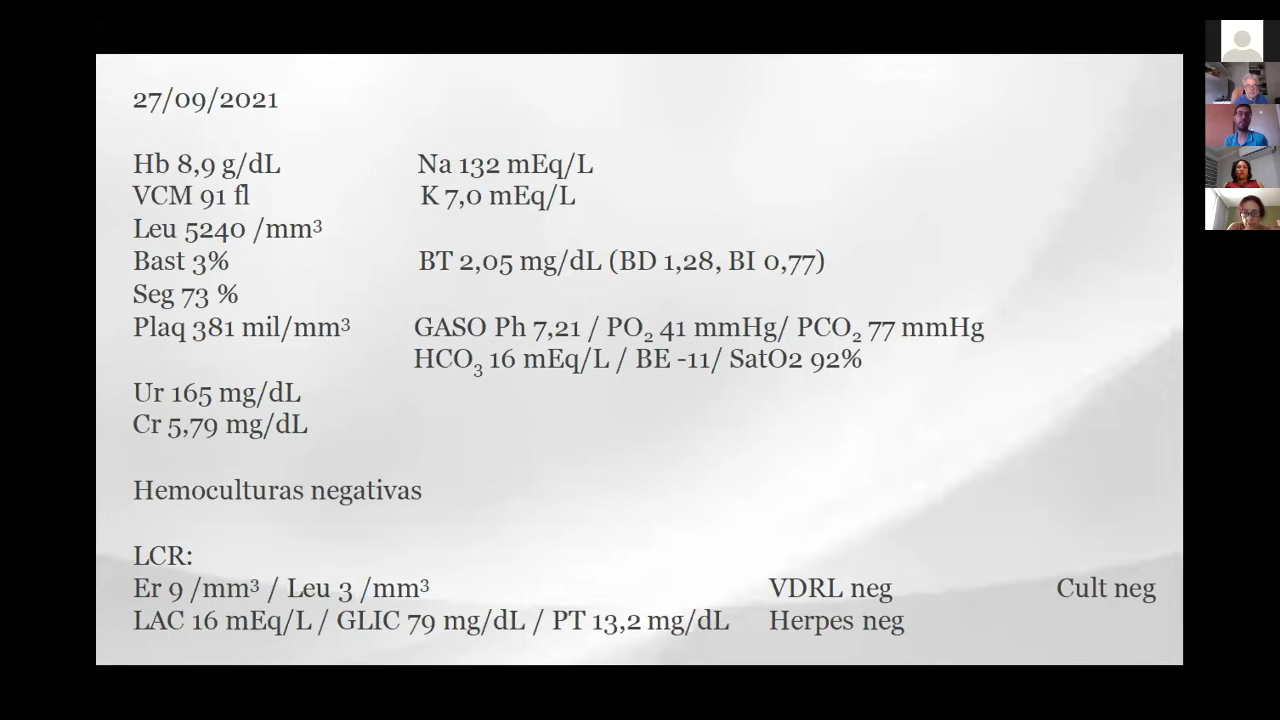 27/09/2021
Hb 8,9 g/dL
VCM 91 fl
Leu 5240 /mm³
Bast 3%
Seg 73 %
Plaq 381 mil/mm³
Ur 165 mg/dL
Cr 5,79 mg/dL
Na 132 mEq/L
K 7,0 mEq/L
BT 2,05 mg/dL (BD 1,28, BI 0,77)
GASO Ph 7,21 / PO₂ 41 mmHg/ PCO₂ 77 mmHg
HCO₃ 16 mEq/L / BE -11/ SatO2 92%
Hemoculturas negativas
LCR:
Er 9 /mm³ / Leu 3 /mm³
LAC 16 mEq/L / GLIC 79 mg/dL / PT 13,2 mg/dL
VDRL neg
Herpes neg
Cult neg